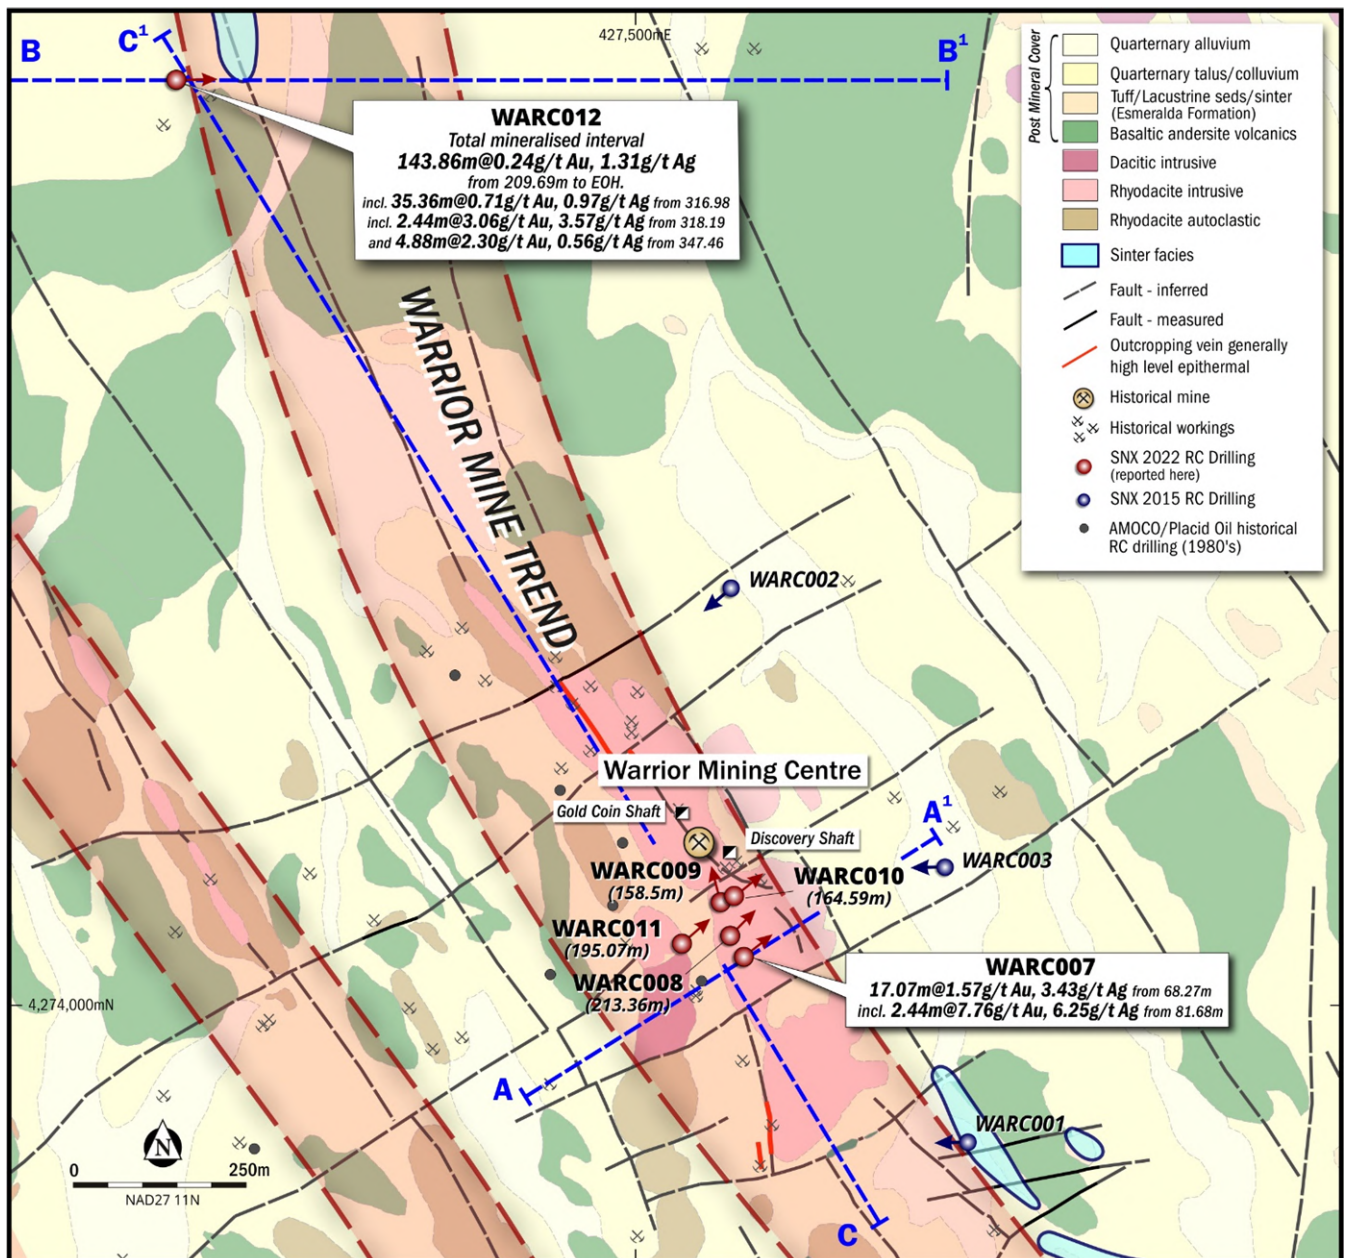 427,500mE
B
C1
B1
WARC012
Total mineralised interval
143.86m@0.24g/t Au, 1.31g/t Ag
from 209.69m to EOH.
incl. 35.36m@0.71g/t Au, 0.97g/t Ag from 316.98
incl. 2.44m@3.06g/t Au, 3.57g/t Ag from 318.19
and 4.88m@2.30g/t Au, 0.56g/t Ag from 347.46
Post Mineral Cover
Quarternary alluvium
Quarternary talus/colluvium
Tuff/Lacustrine seds/sinter
(Esmeralda Formation)
Basaltic andersite volcanics
Dacitic intrusive
Rhyodacite intrusive
Rhyodacite autoclastic
Sinter facies
Fault - inferred
Fault - measured
Outcropping vein generally
high level epithermal
Historical mine
Historical workings
SNX 2022 RC Drilling
(reported here)
SNX 2015 RC Drilling
AMOCO/Placid Oil historical
RC drilling (1980's)
WARRIOR MINE TREND
WARC002
Warrior Mining Centre
Gold Coin Shaft
Discovery Shaft
A1
WARC003
WARC009
(158.5m)
WARC010
(164.59m)
WARC011
(195.07m)
WARC008
(213.36m)
WARC007
17.07m@1.57g/t Au, 3.43g/t Ag from 68.27m
incl. 2.44m@7.76g/t Au, 6.25g/t Ag from 81.68m
4,274,000mN
A
WARC001
C
N
0
250m
NAD27 11N